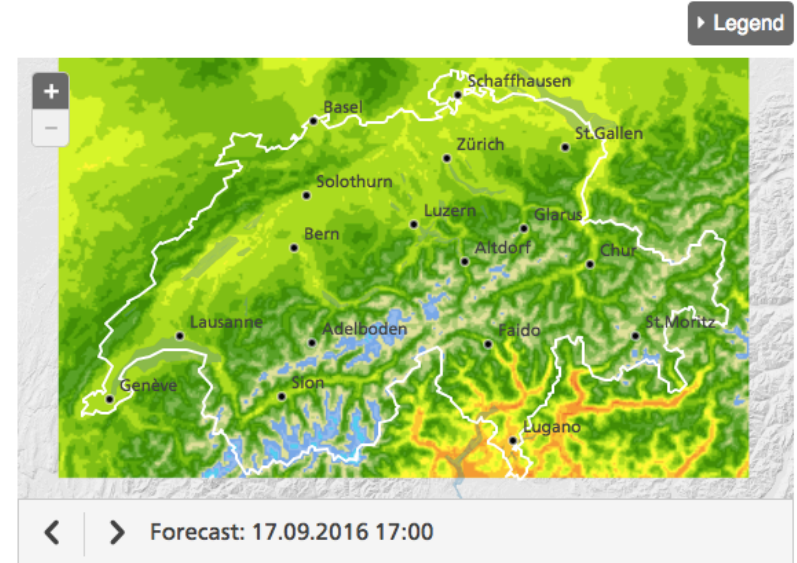 Legend
+
Schaffhausen
Basel
St.Gallen
Zürich
Solothurn
Luzern
Glarus
Bern
Altdorf
Chur
Lausanne
Adelboden
Faido
St.Moritz
Genève
Sion
Lugano
Forecast: 17.09.2016 17:00